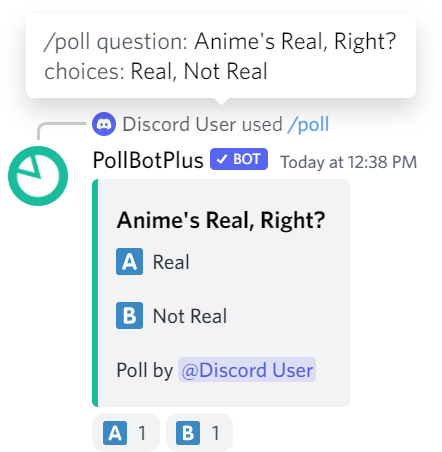 /poll question: Anime's Real, Right?
choices: Real, Not Real
Discord User used /poll
PollBotPlus ✓ BOT Today at 12:38 PM
Anime's Real, Right?
A Real
B Not Real
Poll by @Discord User
A 1 B 1